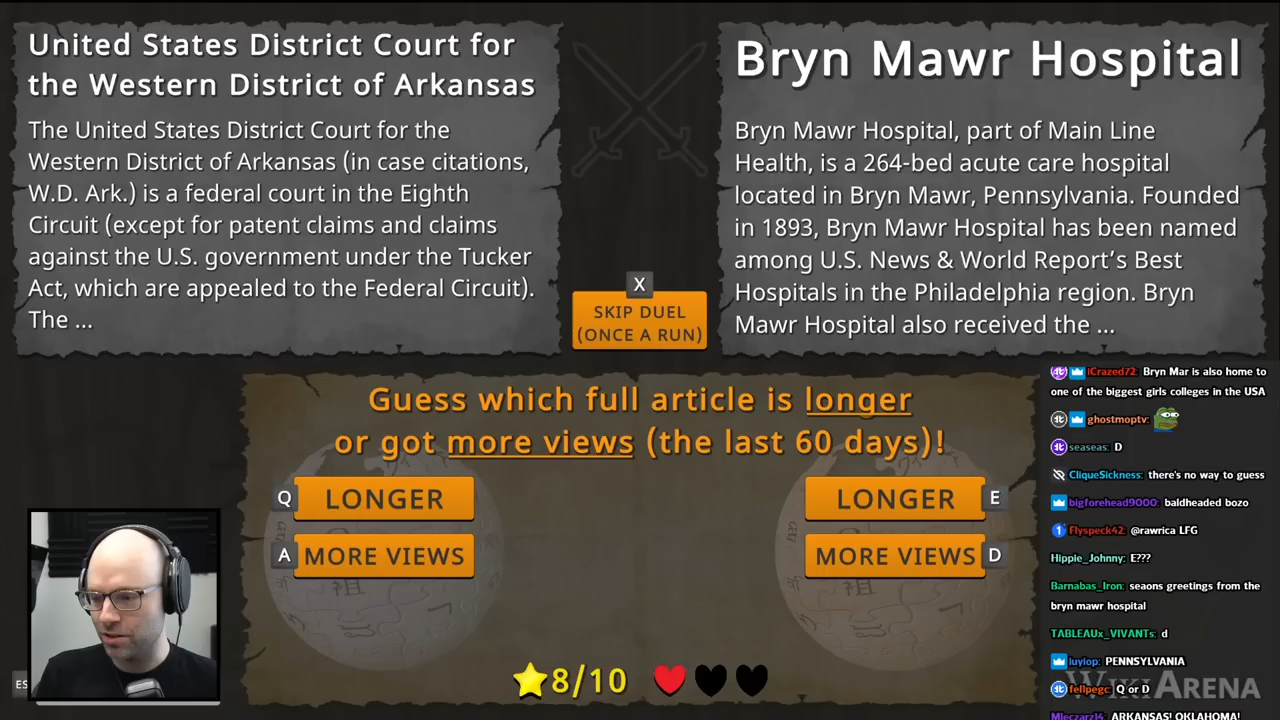 United States District Court for
the Western District of Arkansas
The United States District Court for the
Western District of Arkansas (in case citations,
W.D. Ark.) is a federal court in the Eighth
Circuit (except for patent claims and claims
against the U.S. government under the Tucker
Act, which are appealed to the Federal Circuit).
The ...
X
SKIP DUEL
(ONCE A RUN)
Bryn Mawr Hospital
Bryn Mawr Hospital, part of Main Line
Health, is a 264-bed acute care hospital
located in Bryn Mawr, Pennsylvania. Founded
in 1893, Bryn Mawr Hospital has been named
among U.S. News & World Report’s Best
Hospitals in the Philadelphia region. Bryn
Mawr Hospital also received the ...
Guess which full article is longer
or got more views (the last 60 days)!
Q LONGER
A MORE VIEWS
LONGER E
MORE VIEWS D
8/10
ES
WIKIARENA
iCrazed72: Bryn Mar is also home to
one of the biggest girls colleges in the USA
ghostmoptv:
seaseas: D
CliqueSickness: there's no way to guess
bigforehead9000: baldheaded bozo
Flyspeck42: @rawrica LFG
Hippie_Johnny: E???
Barnabas_Iron: seaons greetings from the
bryn mawr hospital
TABLEAUx_VIVANTs: d
luylop: PENNSYLVANIA
fellpegc: Q or D
Mleczarz14: ARKANSAS! OKLAHOMA!